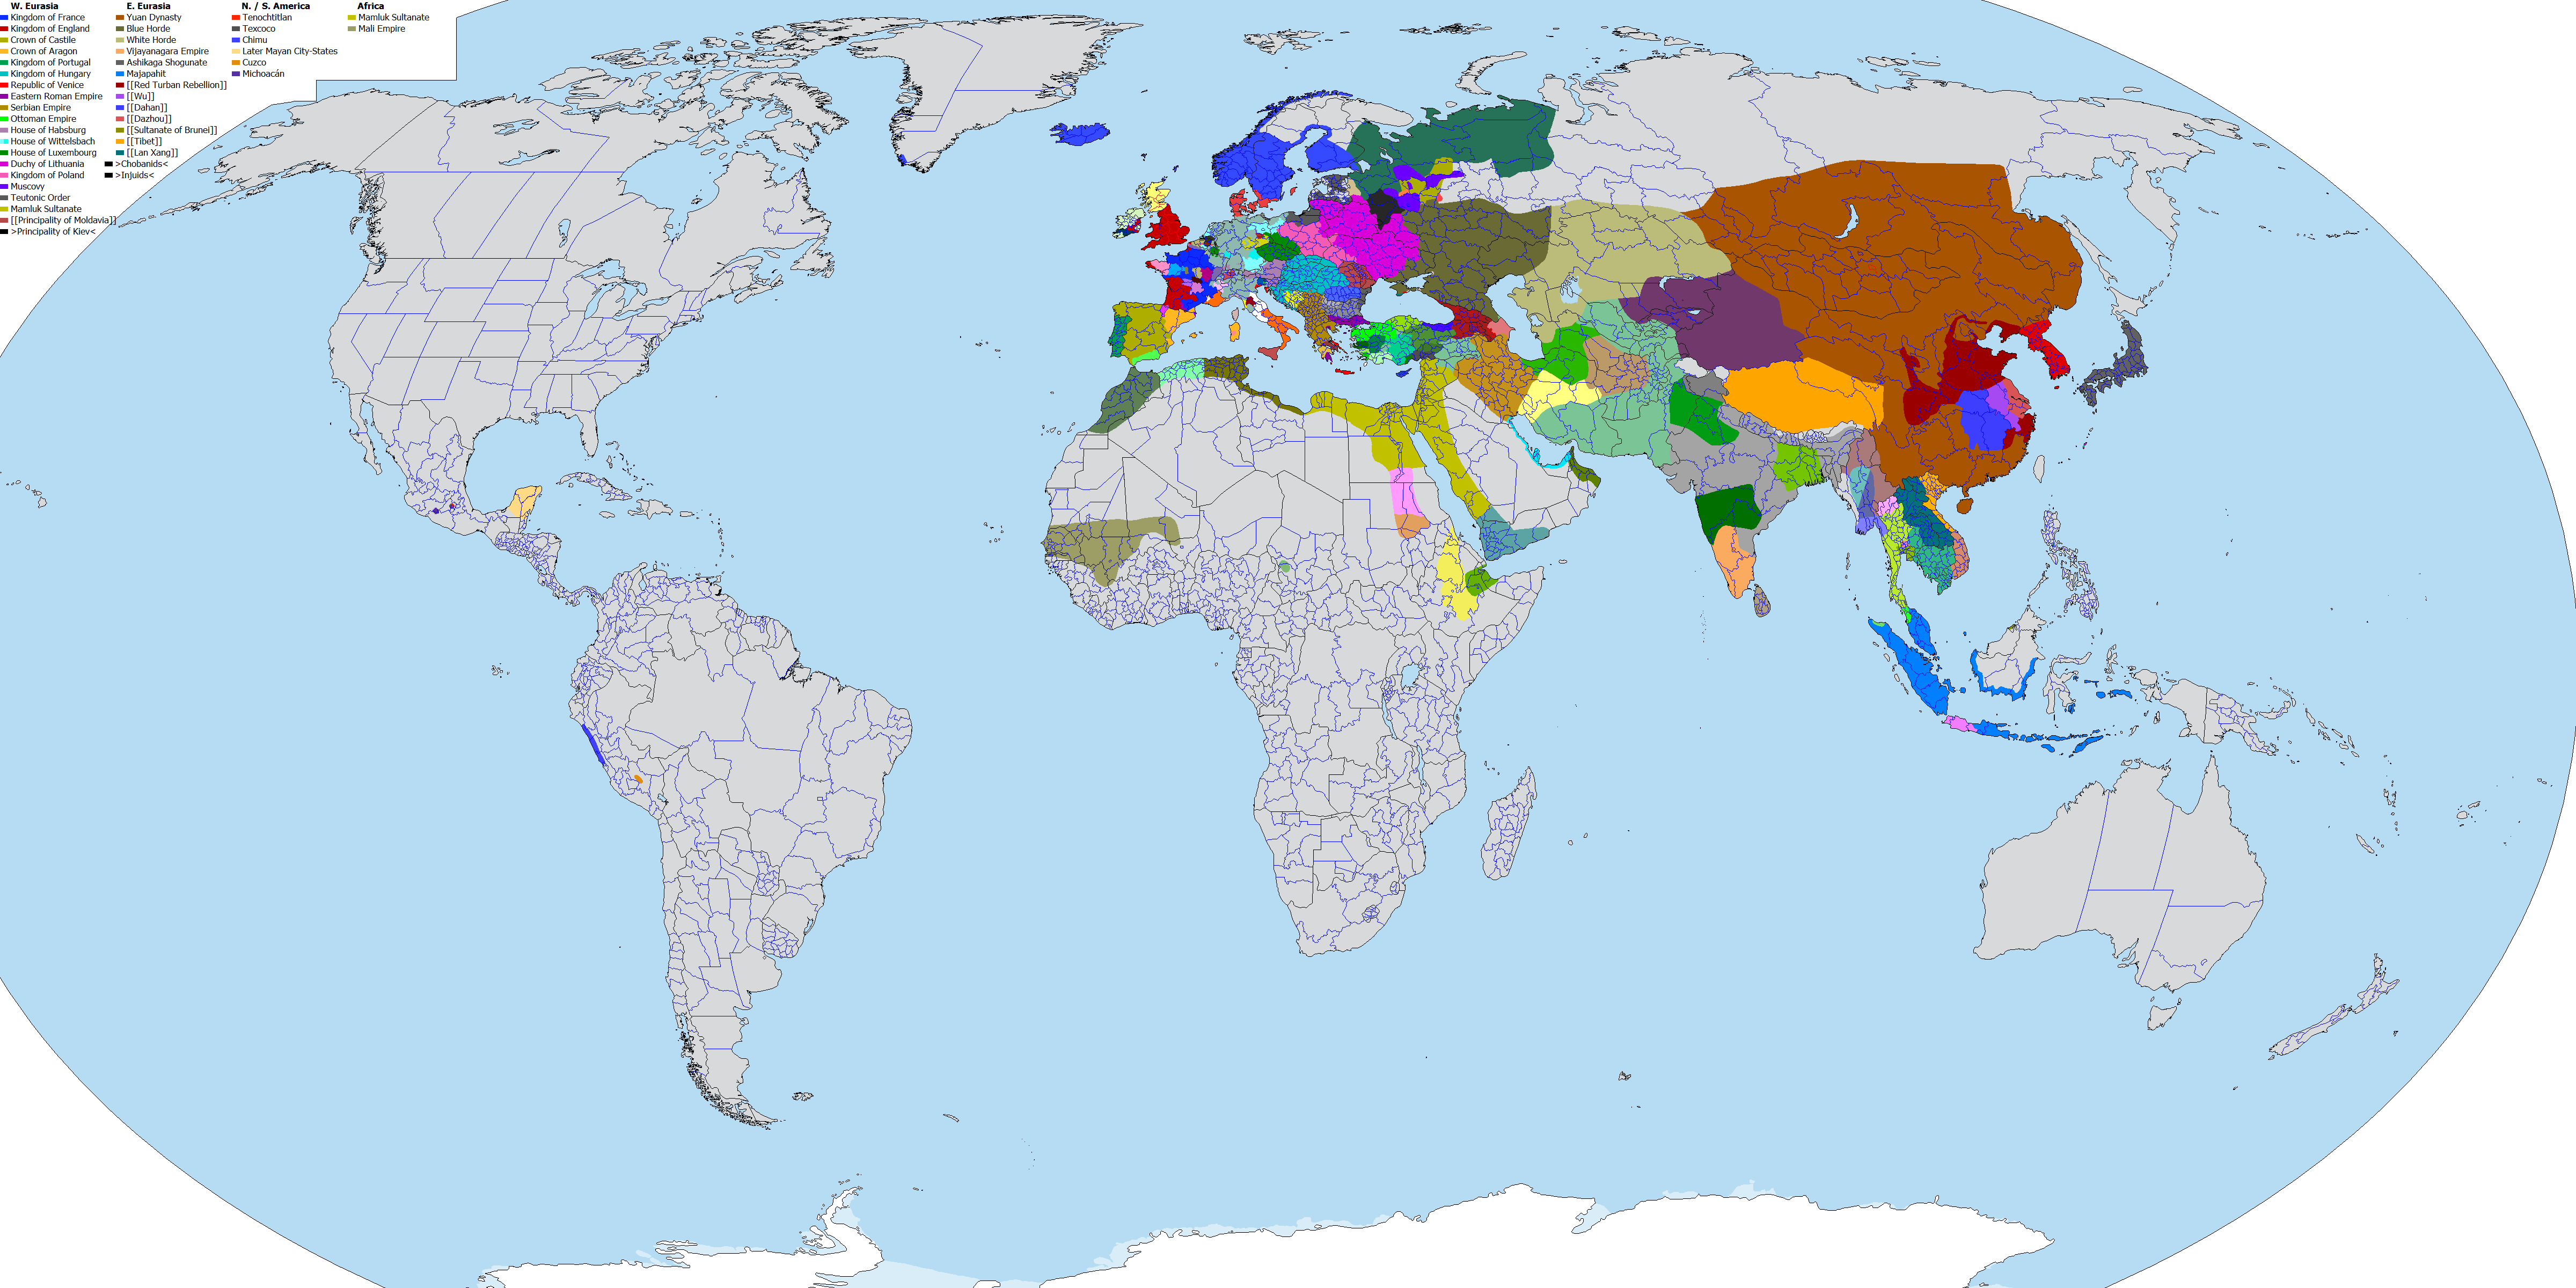 W. Eurasia
Kingdom of France
Kingdom of England
Crown of Castile
Crown of Aragon
Kingdom of Portugal
Kingdom of Hungary
Republic of Venice
Eastern Roman Empire
Serbian Empire
Ottoman Empire
House of Habsburg
House of Wittelsbach
House of Luxembourg
Duchy of Lithuania
Kingdom of Poland
Muscovy
Teutonic Order
Mamluk Sultanate
[[Principality of Moldavia]]
>Principality of Kiev<
E. Eurasia
Yuan Dynasty
Blue Horde
White Horde
Vijayanagara Empire
Ashikaga Shogunate
Majapahit
[[Red Turban Rebellion]]
[[Wu]]
[[Dahan]]
[[Dazhou]]
[[Sultanate of Brunei]]
[[Tibet]]
[[Lan Xang]]
>Chobanids<
>Injuids<
N. / S. America
Tenochtitlan
Texcoco
Chimu
Later Mayan City-States
Cuzco
Michoacán
Africa
Mamluk Sultanate
Mali Empire